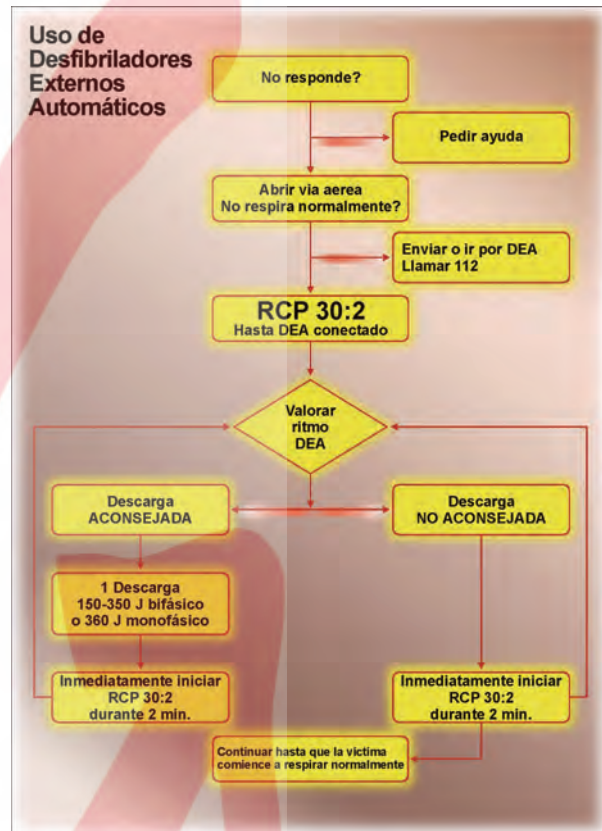 Uso de
Desfibriladores
Externos
Automáticos
No responde?
Pedir ayuda
Abrir via aerea
No respira normalmente?
Enviar o ir por DEA
Llamar 112
RCP 30:2
Hasta DEA conectado
Valorar
ritmo
DEA
Descarga
ACONSEJADA
Descarga
NO ACONSEJADA
1 Descarga
150-350 J bifásico
o 360 J monofásico
Inmediatamente iniciar
RCP 30:2
durante 2 min.
Inmediatamente iniciar
RCP 30:2
durante 2 min.
Continuar hasta que la victima
comience a respirar normalmente